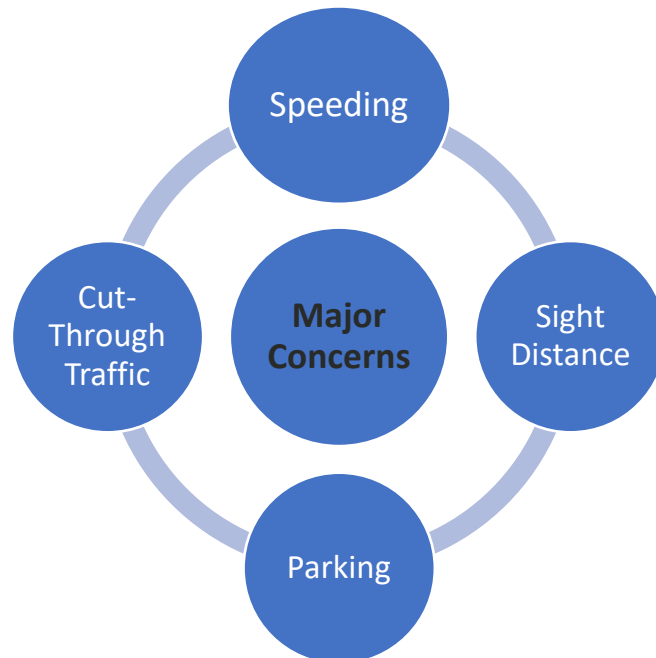 Speeding
Cut-
Through
Traffic
Major
Concerns
Sight
Distance
Parking